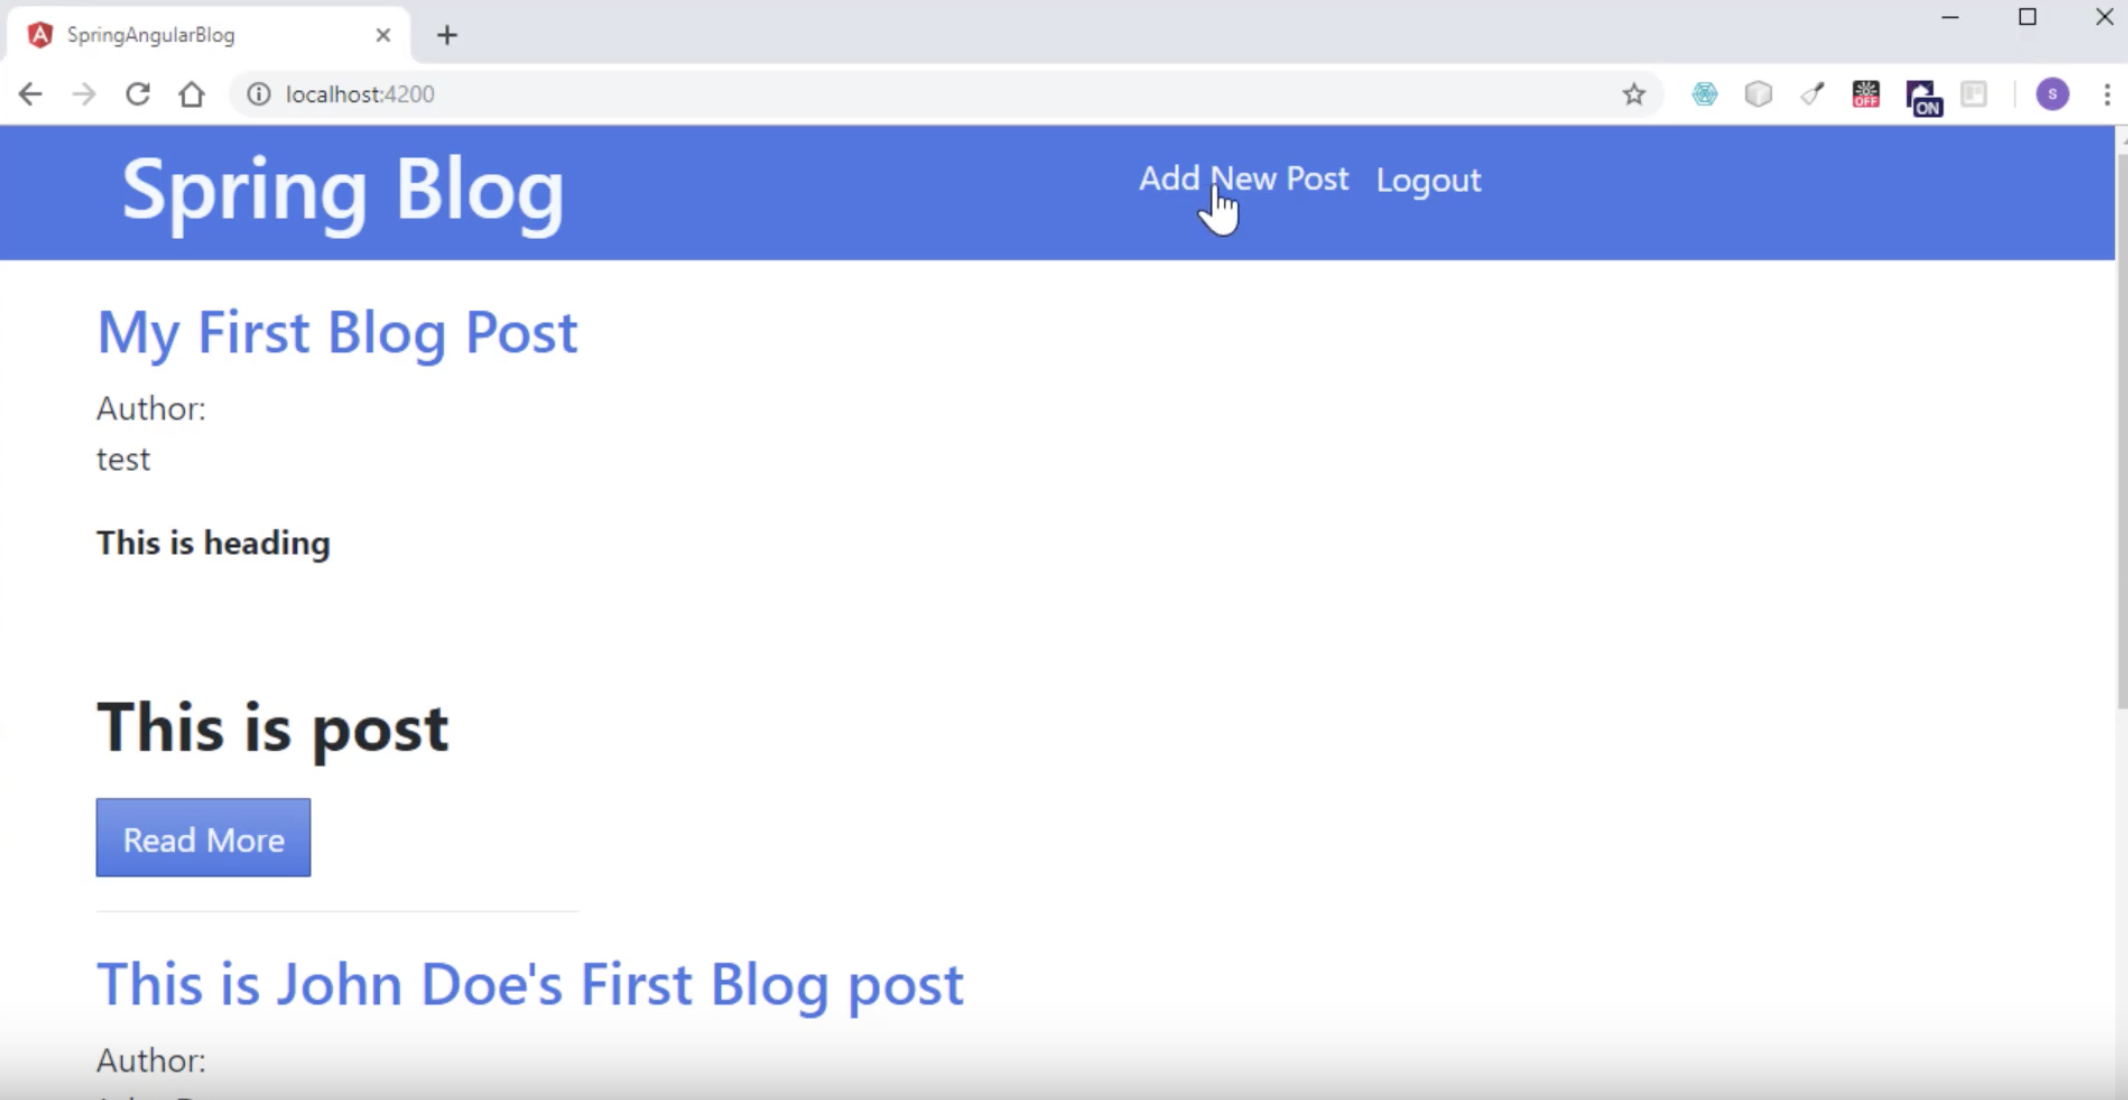 SpringAngularBlog
localhost:4200
OFF
ON
S
Spring Blog
Add New Post
Logout
My First Blog Post
Author:
test
This is heading
This is post
Read More
This is John Doe's First Blog post
Author: